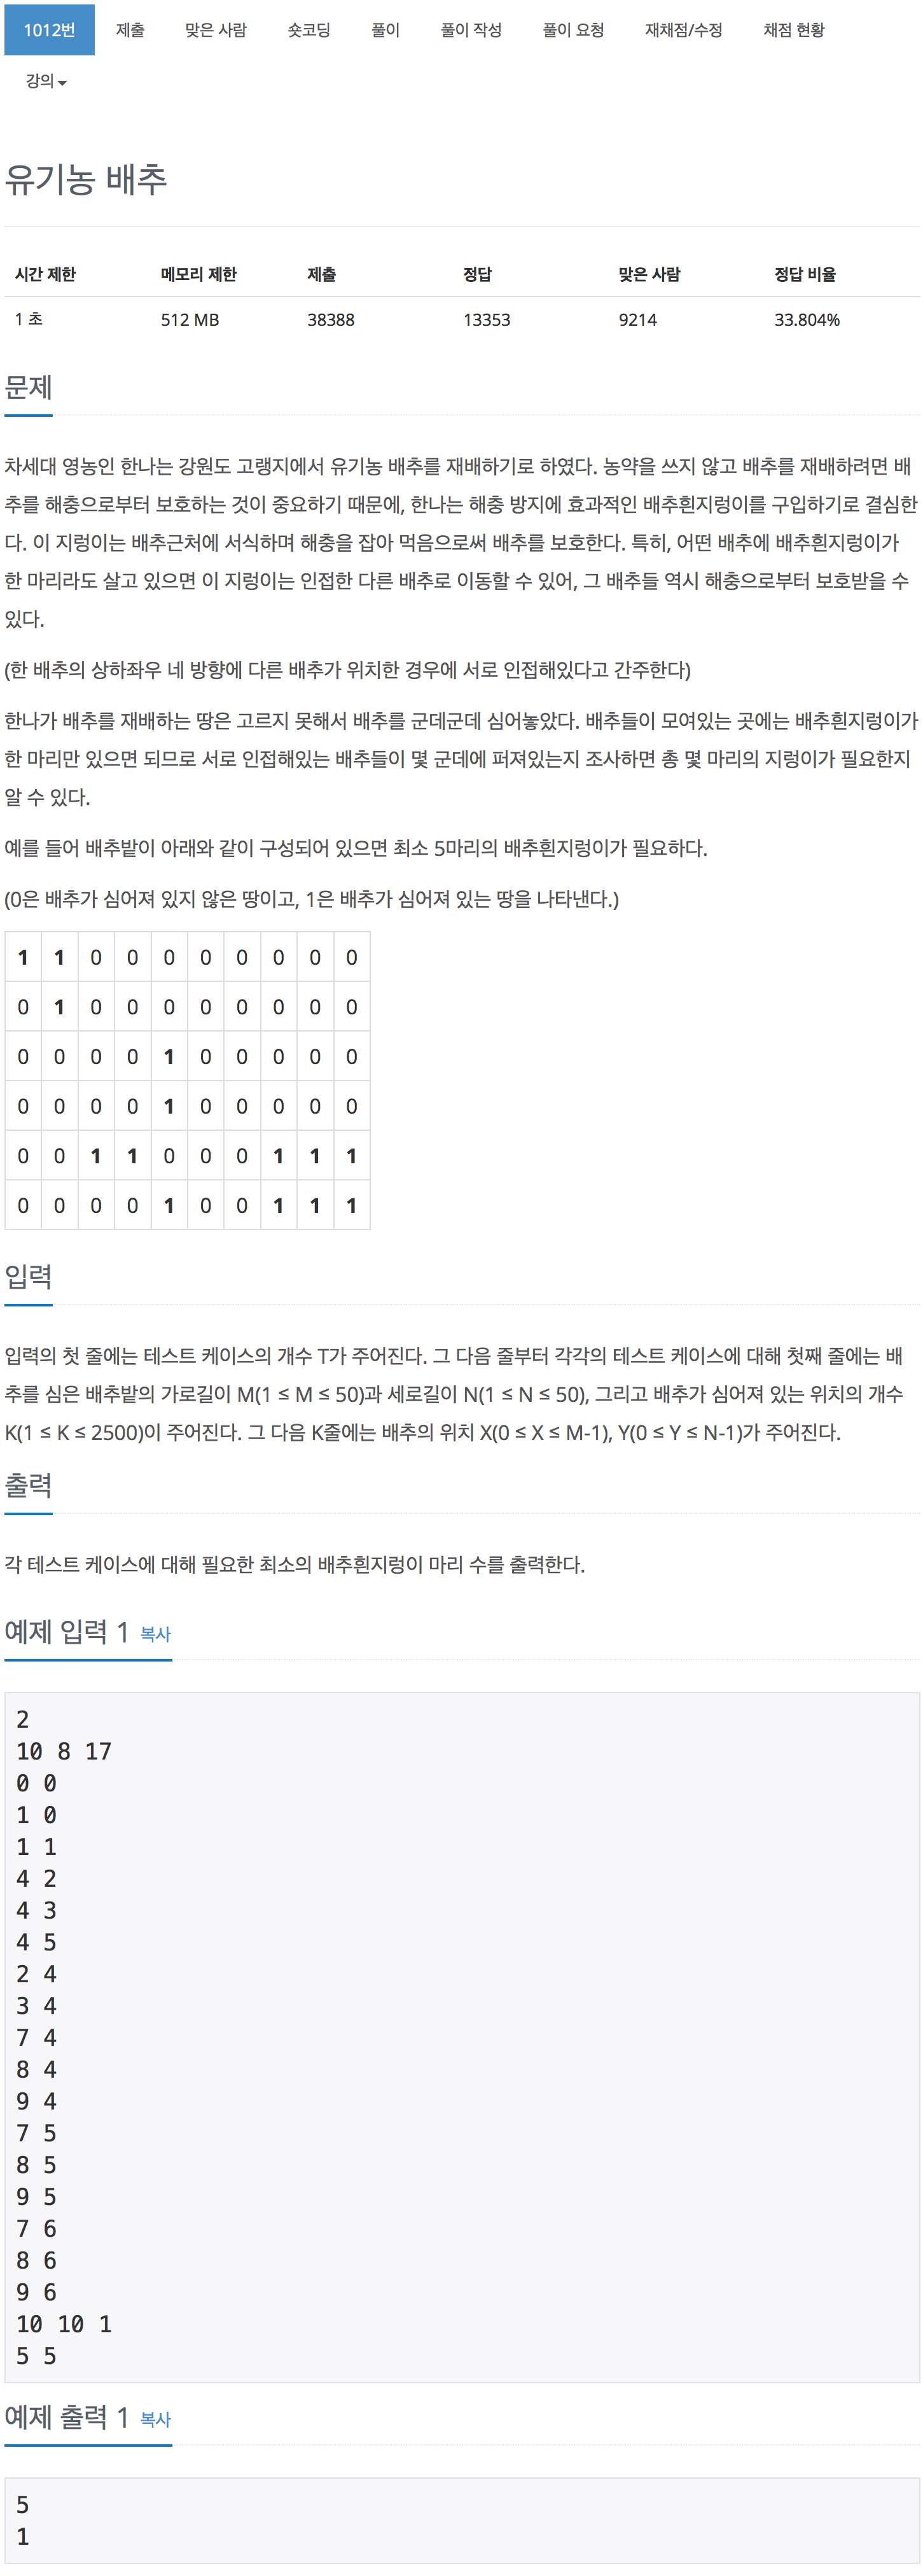 1012번 제출 맞은 사람 숏코딩 풀이 풀이 작성 풀이 요청 재채점/수정 채점 현황
강의
유기농 배추
시간 제한 메모리 제한 제출 정답 맞은 사람 정답 비율
1 초 512 MB 38388 13353 9214 33.804%
문제
차세대 영농인 한나는 강원도 고랭지에서 유기농 배추를 재배하기로 하였다. 농약을 쓰지 않고 배추를 재배하려면 배
추를 해충으로부터 보호하는 것이 중요하기 때문에, 한나는 해충 방지에 효과적인 배추흰지렁이를 구입하기로 결심한
다. 이 지렁이는 배추근처에 서식하며 해충을 잡아 먹음으로써 배추를 보호한다. 특히, 어떤 배추에 배추흰지렁이가
한 마리라도 살고 있으면 이 지렁이는 인접한 다른 배추로 이동할 수 있어, 그 배추들 역시 해충으로부터 보호받을 수
있다.
(한 배추의 상하좌우 네 방향에 다른 배추가 위치한 경우에 서로 인접해있다고 간주한다)
한나가 배추를 재배하는 땅은 고르지 못해서 배추를 군데군데 심어놓았다. 배추들이 모여있는 곳에는 배추흰지렁이가
한 마리만 있으면 되므로 서로 인접해있는 배추들이 몇 군데에 퍼져있는지 조사하면 총 몇 마리의 지렁이가 필요한지
알 수 있다.
예를 들어 배추밭이 아래와 같이 구성되어 있으면 최소 5마리의 배추흰지렁이가 필요하다.
(0은 배추가 심어져 있지 않은 땅이고, 1은 배추가 심어져 있는 땅을 나타낸다.)
1 1 0 0 0 0 0 0 0 0
0 1 0 0 0 0 0 0 0 0
0 0 0 0 1 0 0 0 0 0
0 0 0 0 1 0 0 0 0 0
0 0 1 1 0 0 0 1 1 1
0 0 0 0 1 0 0 1 1 1
입력
입력의 첫 줄에는 테스트 케이스의 개수 T가 주어진다. 그 다음 줄부터 각각의 테스트 케이스에 대해 첫째 줄에는 배
추를 심은 배추밭의 가로길이 M(1 ≤ M ≤ 50)과 세로길이 N(1 ≤ N ≤ 50), 그리고 배추가 심어져 있는 위치의 개수
K(1 ≤ K ≤ 2500)이 주어진다. 그 다음 K줄에는 배추의 위치 X(0 ≤ X ≤ M-1), Y(0 ≤ Y ≤ N-1)가 주어진다.
출력
각 테스트 케이스에 대해 필요한 최소의 배추흰지렁이 마리 수를 출력한다.
예제 입력 1 복사
2
10 8 17
0 0
1 0
1 1
4 2
4 3
4 5
2 4
3 4
7 4
8 4
9 4
7 5
8 5
9 5
7 6
8 6
9 6
10 10 1
5 5
예제 출력 1 복사
5
1